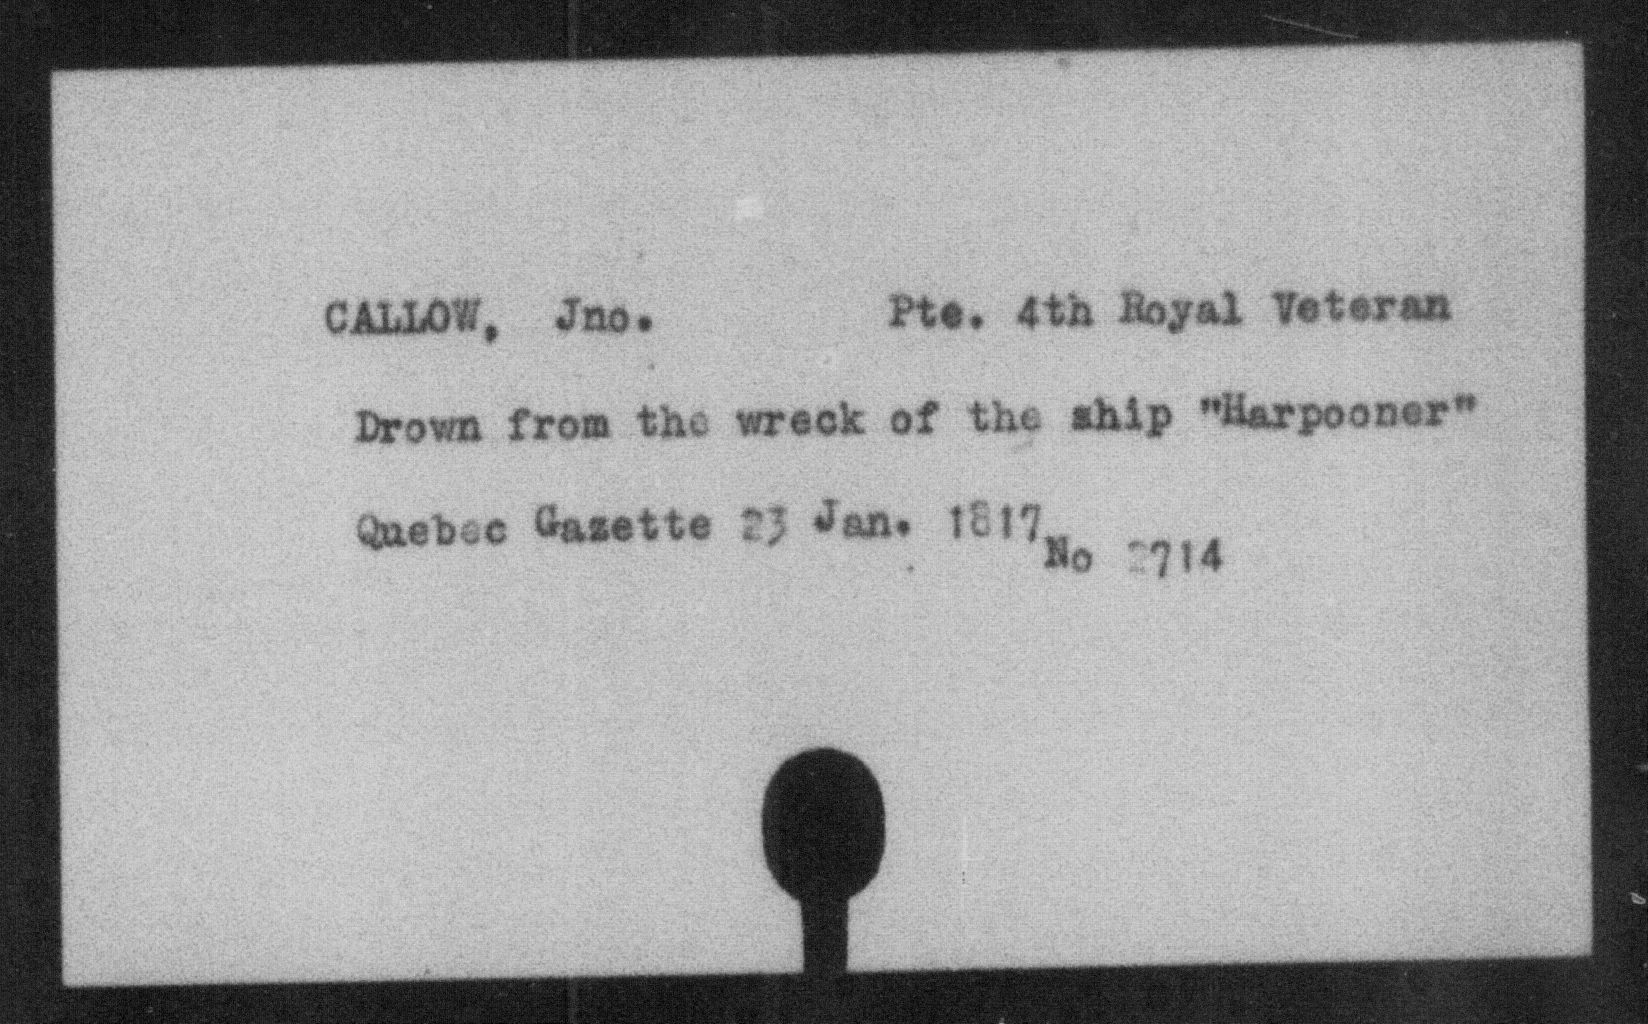 CALLOW, Jno. Pte. 4th Royal Veteran
Drown from the wreck of the ship "Harpooner"
Quebec Gazette 23 Jan. 1817 No 2714